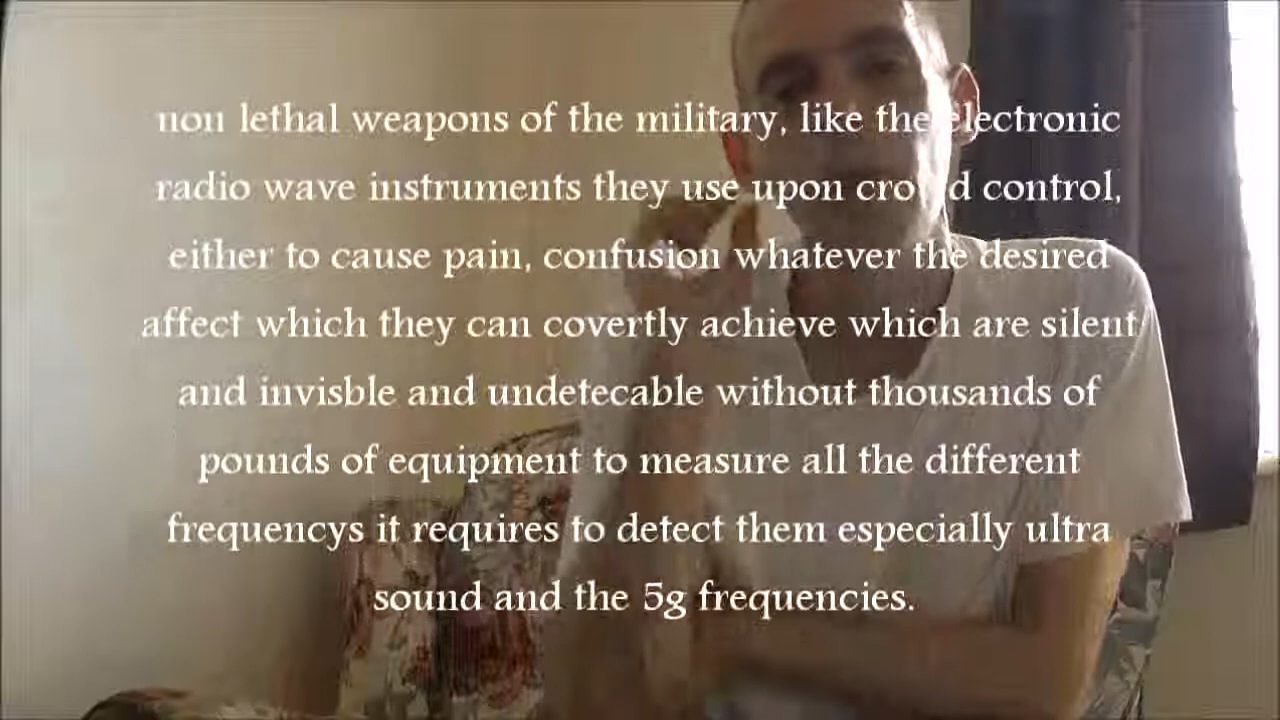 non lethal weapons of the military, like the electronic
radio wave instruments they use upon crowd control,
either to cause pain, confusion whatever the desired
affect which they can covertly achieve which are silent
and invisble and undetecable without thousands of
pounds of equipment to measure all the different
frequencys it requires to detect them especially ultra
sound and the 5g frequencies.